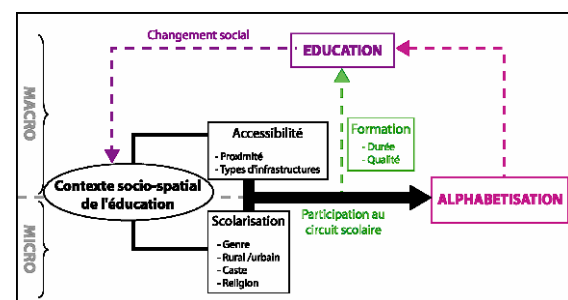 Changement social
EDUCATION
MACRO
Accessibilité
- Proximité
- Types d'infrastructures
Formation
- Durée
- Qualité
Contexte socio-spatial
de l'éducation
ALPHABETISATION
Participation au
circuit scolaire
MICRO
Scolarisation
- Genre
- Rural /urbain
- Caste
- Religion